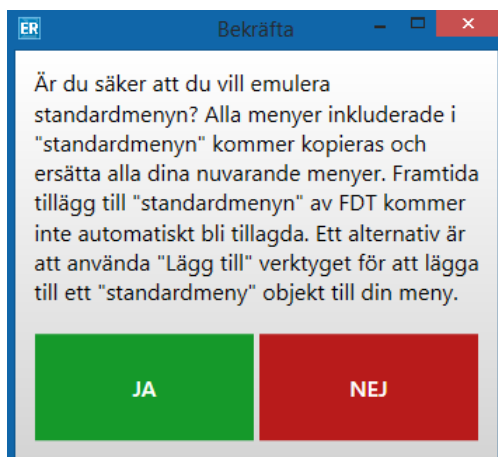 ER
Bekräfta
Är du säker att du vill emulera
standardmenyn? Alla menyer inkluderade i
"standardmenyn" kommer kopieras och
ersätta alla dina nuvarande menyer. Framtida
tillägg till "standardmenyn" av FDT kommer
inte automatiskt bli tillagda. Ett alternativ är
att använda "Lägg till" verktyget för att lägga
till ett "standardmeny" objekt till din meny.
JA NEJ